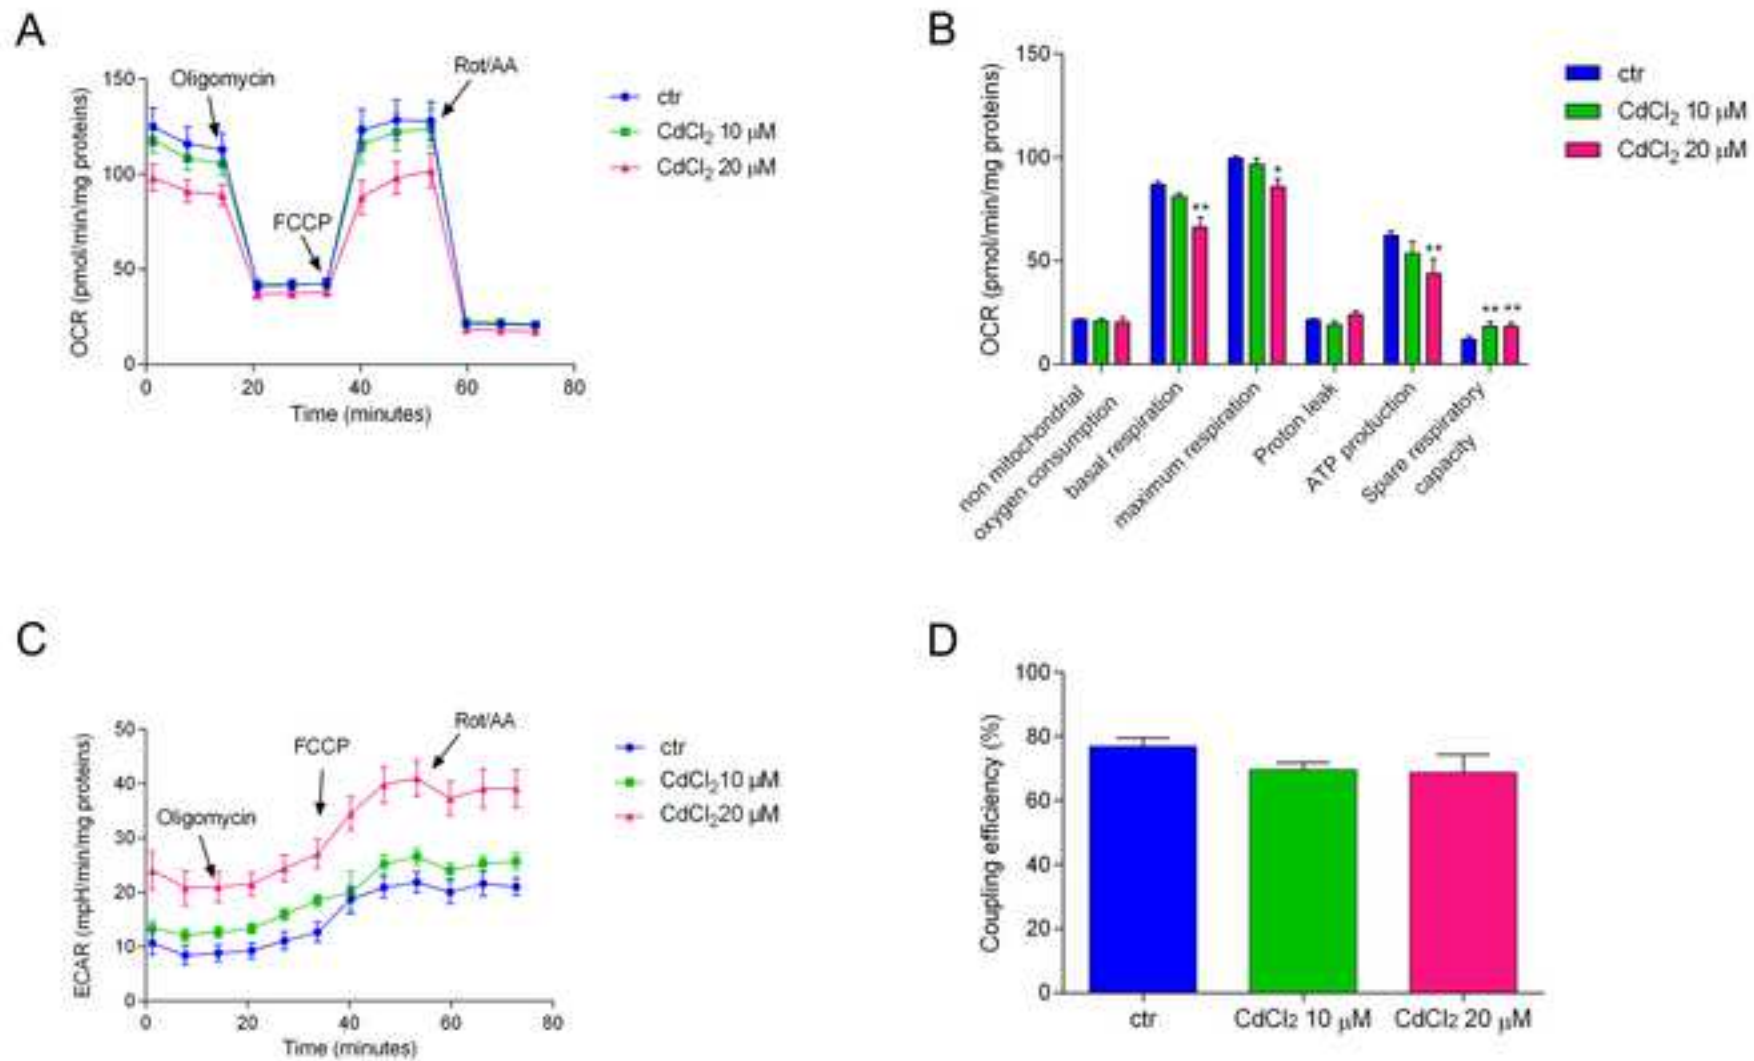 A
OCR (pmol/min/mg proteins)
150
100
50
0
0 20 40 60 80
Time (minutes)
Oligomycin
FCCP
Rot/AA
ctr
CdCl2 10 µM
CdCl2 20 µM
B
OCR (pmol/min/mg proteins)
150
100
50
0
**
*
**
** **
non mitochondrial
oxygen consumption
basal respiration
maximum respiration
Proton leak
ATP production
Spare respiratory
capacity
ctr
CdCl2 10 µM
CdCl2 20 µM
C
ECAR (mpH/min/mg proteins)
50
40
30
20
10
0
0 20 40 60 80
Time (minutes)
Oligomycin
FCCP
Rot/AA
ctr
CdCl210 µM
CdCl220 µM
D
Coupling efficiency (%)
100
80
60
40
20
0
ctr CdCl2 10 µM CdCl2 20 µM